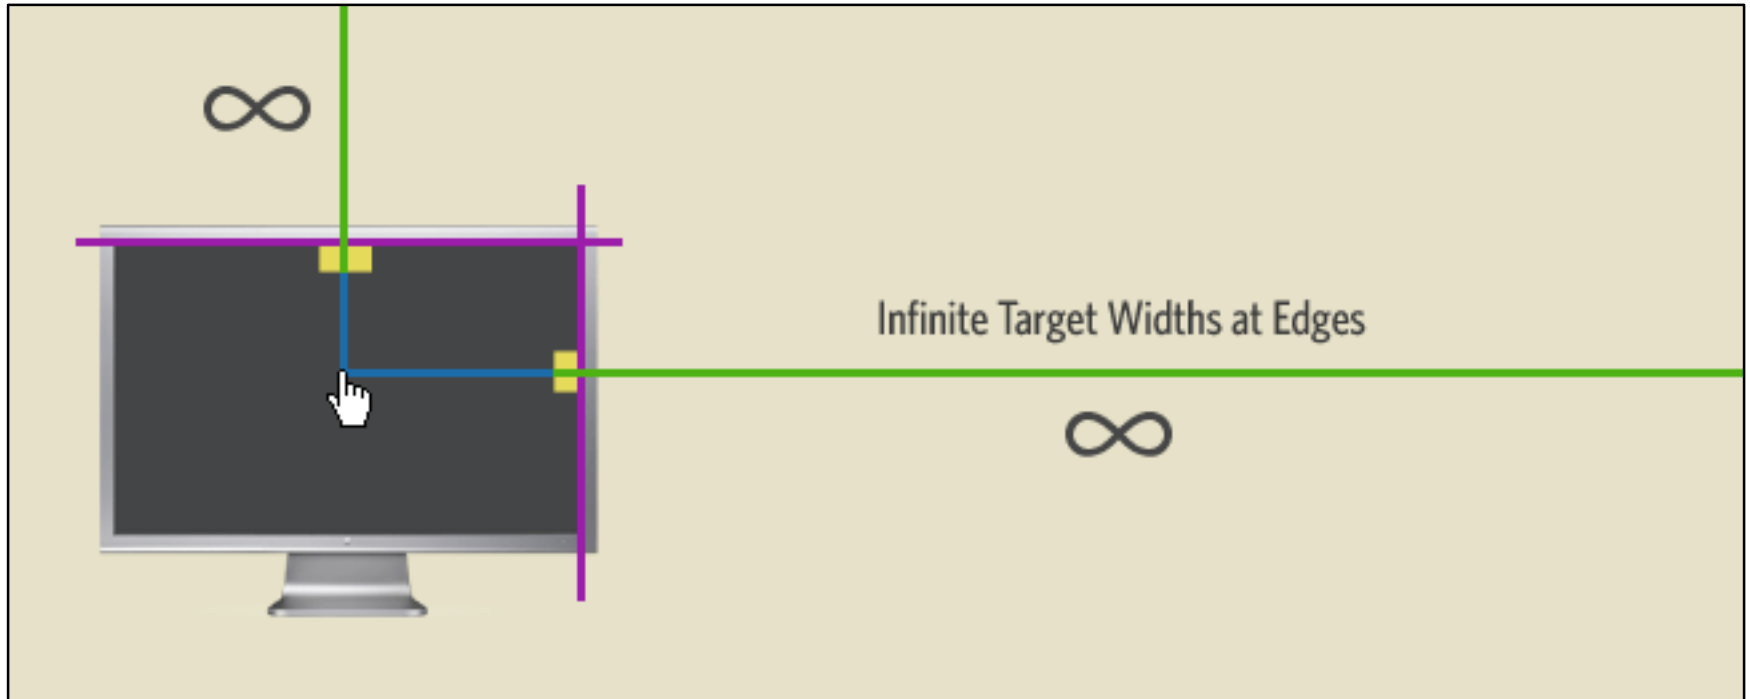 ∞
Infinite Target Widths at Edges
∞